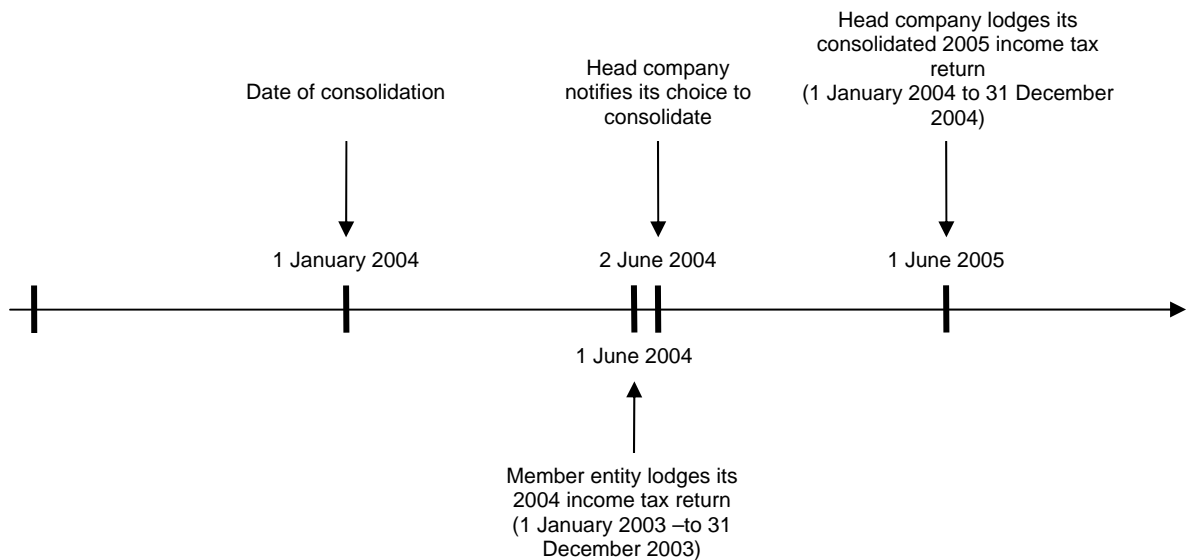 Date of consolidation
Head company
notifies its choice to
consolidate
Head company lodges its
consolidated 2005 income tax
return
(1 January 2004 to 31 December
2004)
1 January 2004
2 June 2004
1 June 2005
1 June 2004
Member entity lodges its
2004 income tax return
(1 January 2003 –to 31
December 2003)